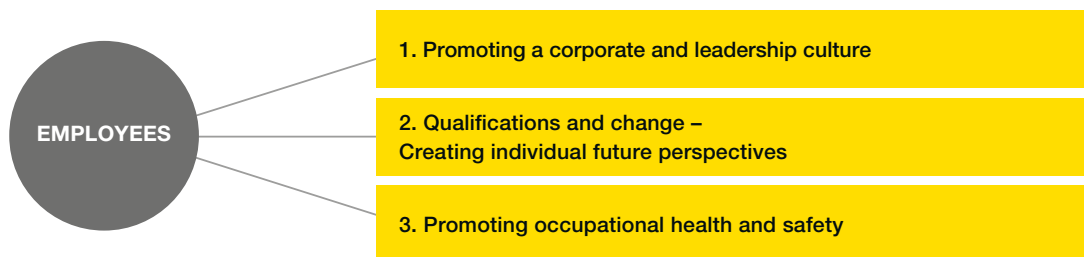 EMPLOYEES
1. Promoting a corporate and leadership culture
2. Qualifications and change –
Creating individual future perspectives
3. Promoting occupational health and safety